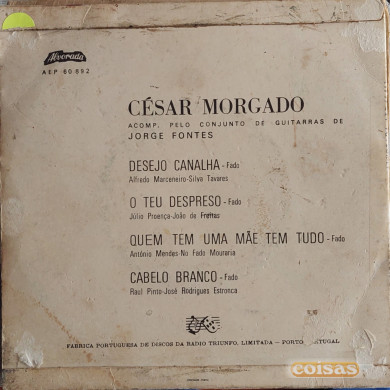 Alvorada
AEP 60 892
CÉSAR MORGADO
ACOMP. PELO CONJUNTO DE GUITARRAS DE
JORGE FONTES
DESEJO CANALHA - Fado
Alfredo Marceneiro-Silva Tavares
O TEU DESPRESO - Fado
Júlio Proença-João de Freitas
QUEM TEM UMA MÃE TEM TUDO - Fado
António Mendes-No Fado Mouraria
CABELO BRANCO - Fado
Raul Pinto-José Rodrigues Estronca
FÁBRICA PORTUGUESA DE DISCOS DA RÁDIO TRIUNFO, LIMITADA - PORTO PORTUGAL
coisas